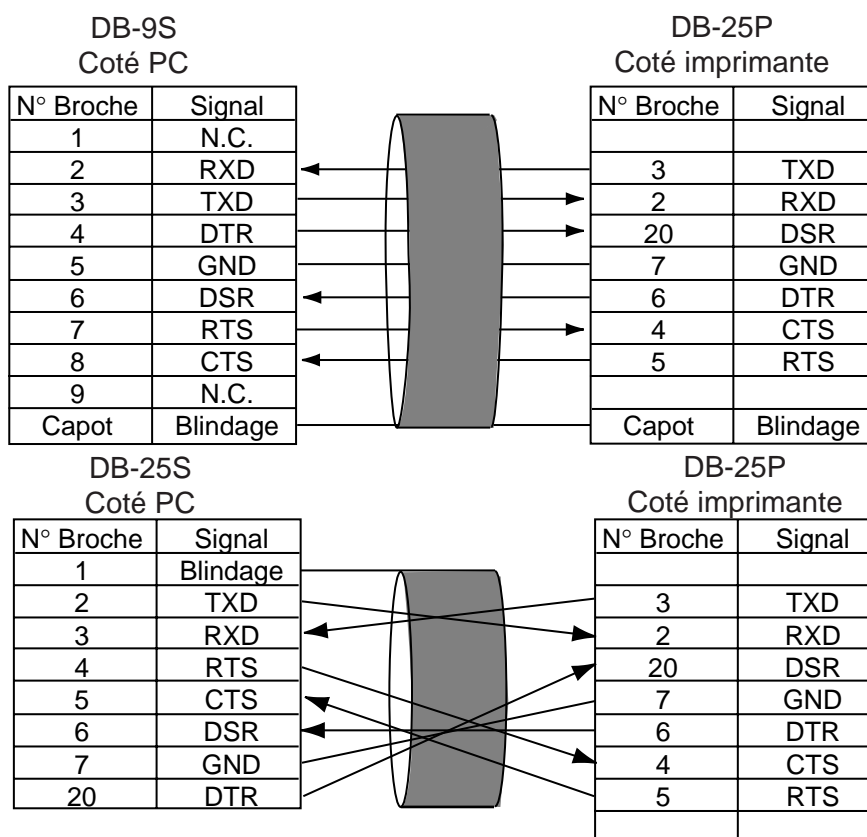 DB-9S DB-25P
Coté PC Coté imprimante
N° Broche Signal N° Broche Signal
1 N.C.
2 RXD 3 TXD
3 TXD 2 RXD
4 DTR 20 DSR
5 GND 7 GND
6 DSR 6 DTR
7 RTS 4 CTS
8 CTS 5 RTS
9 N.C.
Capot Blindage Capot Blindage
DB-25S DB-25P
Coté PC Coté imprimante
N° Broche Signal N° Broche Signal
1 Blindage
2 TXD 3 TXD
3 RXD 2 RXD
4 RTS 20 DSR
5 CTS 7 GND
6 DSR 6 DTR
7 GND 4 CTS
20 DTR 5 RTS